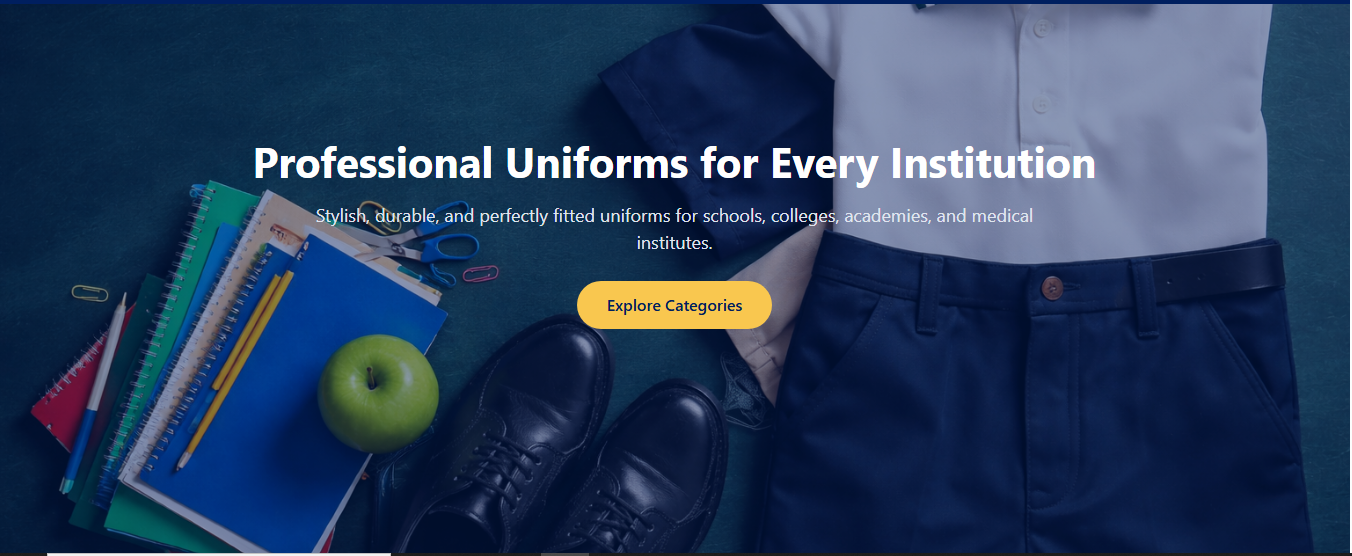 Professional Uniforms for Every Institution
Stylish, durable, and perfectly fitted uniforms for schools, colleges, academies, and medical
institutes.
Explore Categories